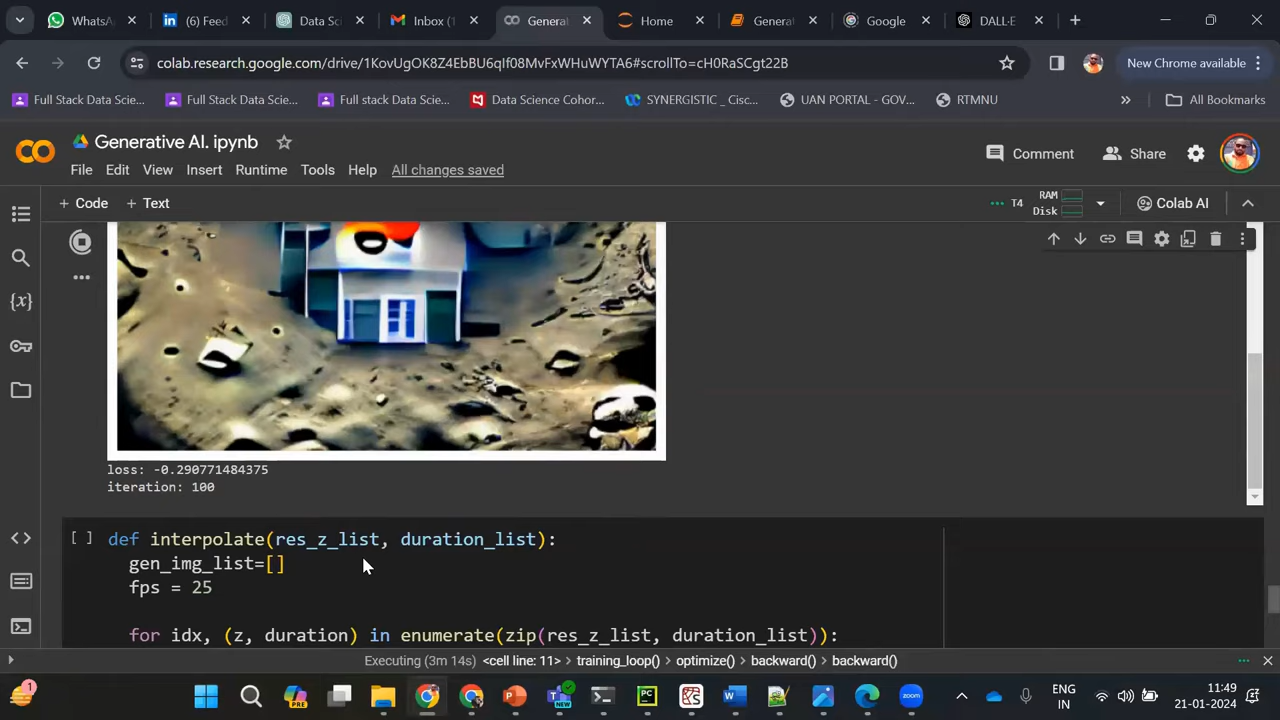 WhatsA
(6) Feed
Data Sci
Inbox (1
Generat
Home
Generat
Google
DALL·E
colab.research.google.com/drive/1KovUgOK8Z4EbBU6qIf08MvFxWHuWYTA6#scrollTo=cH0RaSCgt22B
New Chrome available
Full Stack Data Scie...
Full Stack Data Scie...
Full stack Data Scie...
Data Science Cohor...
SYNERGISTIC _ Cisc...
UAN PORTAL - GOV...
RTMNU
All Bookmarks
Generative AI. ipynb
Comment
Share
File Edit View Insert Runtime Tools Help All changes saved
+ Code + Text
T4
RAM
Disk
Colab AI
loss: -0.290771484375
iteration: 100
[ ] def interpolate(res_z_list, duration_list):
gen_img_list=[]
fps = 25
for idx, (z, duration) in enumerate(zip(res_z_list, duration_list)):
Executing (3m 14s) <cell line: 11> training_loop() optimize() backward() backward()
ENG
IN
11:49
21-01-2024